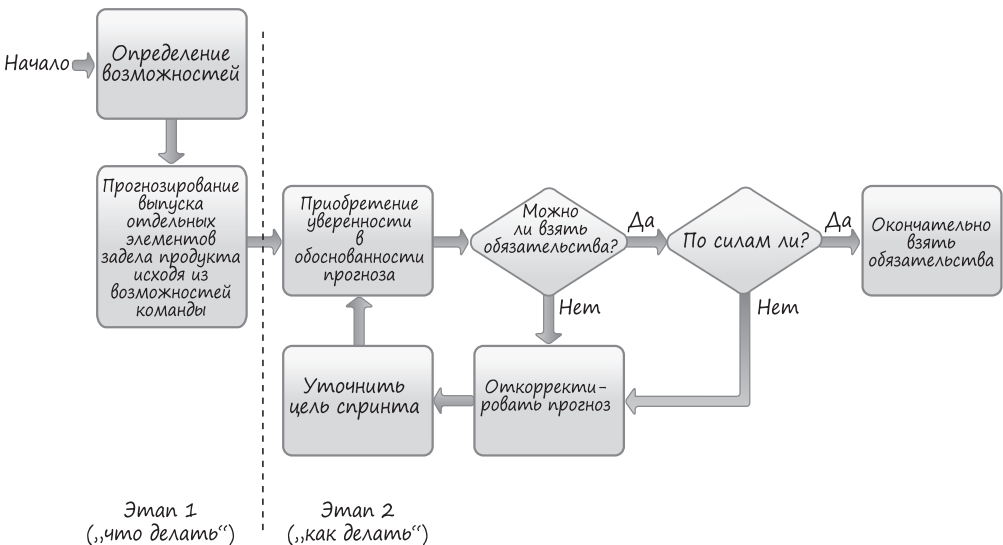 Начало
Определение
возможностей
Прогнозирование
выпуска
отдельных
элементов
задела продукта
исходя из
возможностей
команды
Приобретение
уверенности
в
обоснованности
прогноза
Можно
ли взять
обязательства?
Да
По силам ли?
Да
Окончательно
взять
обязательства
Нет
Нет
Уточнить
цель спринта
Откорректи-
ровать прогноз
Этап 1
(„что делать“)
Этап 2
(„как делать“)